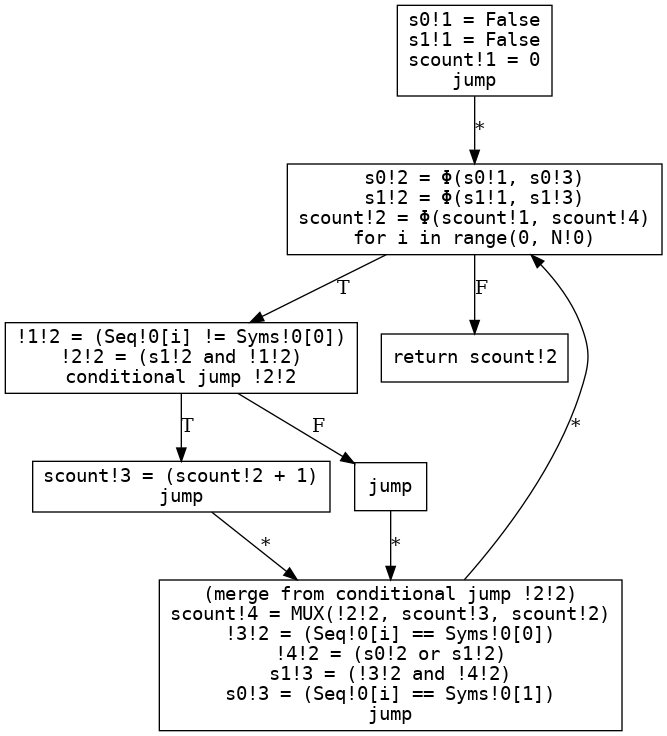 s0!1 = False
s1!1 = False
scount!1 = 0
jump
*
s0!2 = Φ(s0!1, s0!3)
s1!2 = Φ(s1!1, s1!3)
scount!2 = Φ(scount!1, scount!4)
for i in range(0, N!0)
T
F
!1!2 = (Seq!0[i] != Syms!0[0])
!2!2 = (s1!2 and !1!2)
conditional jump !2!2
return scount!2
T
F
*
scount!3 = (scount!2 + 1)
jump
jump
*
*
(merge from conditional jump !2!2)
scount!4 = MUX(!2!2, scount!3, scount!2)
!3!2 = (Seq!0[i] == Syms!0[0])
!4!2 = (s0!2 or s1!2)
s1!3 = (!3!2 and !4!2)
s0!3 = (Seq!0[i] == Syms!0[1])
jump